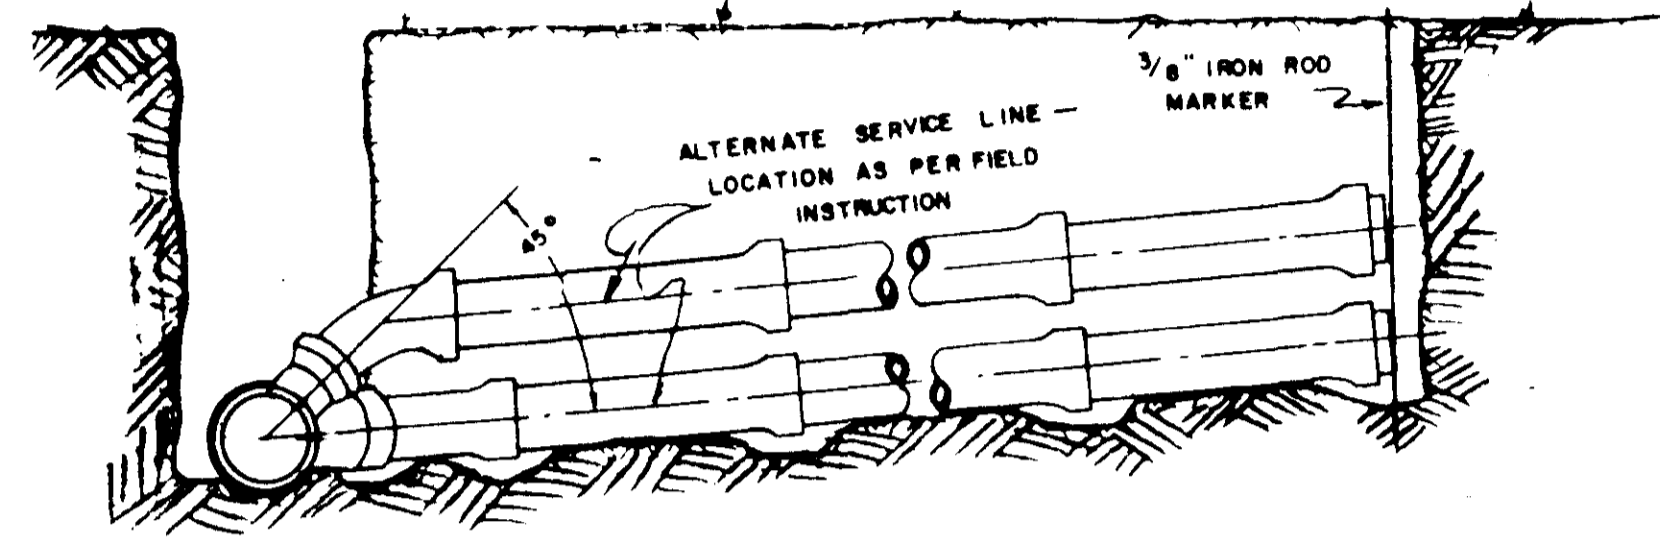 3/8" IRON ROD
MARKER
ALTERNATE SERVICE LINE —
LOCATION AS PER FIELD
INSTRUCTION
45°